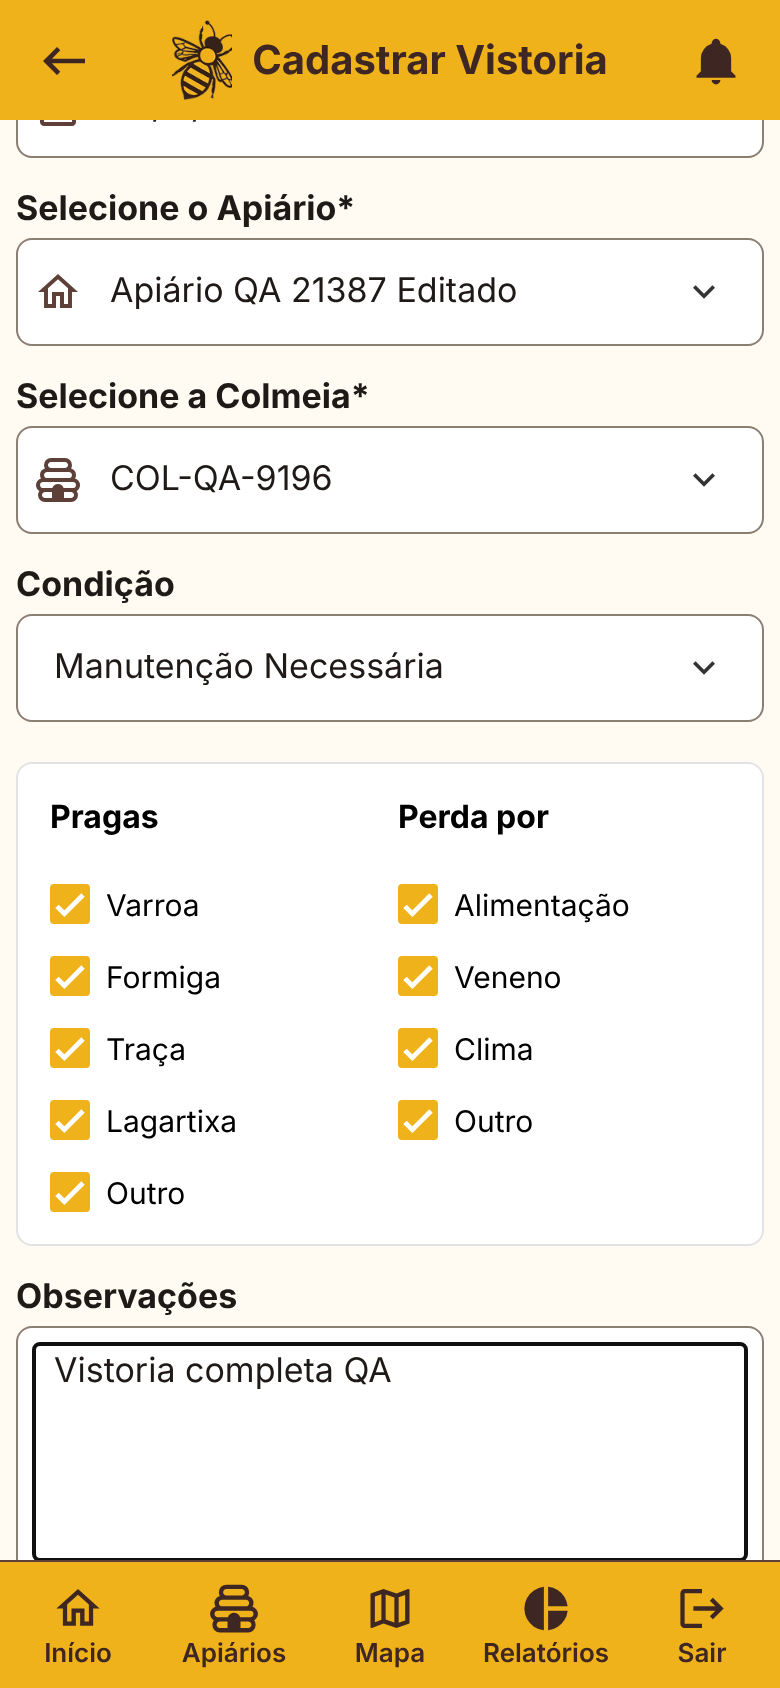 Cadastrar Vistoria
Selecione o Apiário*
Apiário QA 21387 Editado
Selecione a Colmeia*
COL-QA-9196
Condição
Manutenção Necessária
Pragas
Perda por
Varroa
Alimentação
Formiga
Veneno
Traça
Clima
Lagartixa
Outro
Outro
Observações
Vistoria completa QA
Início
Apiários
Mapa
Relatórios
Sair